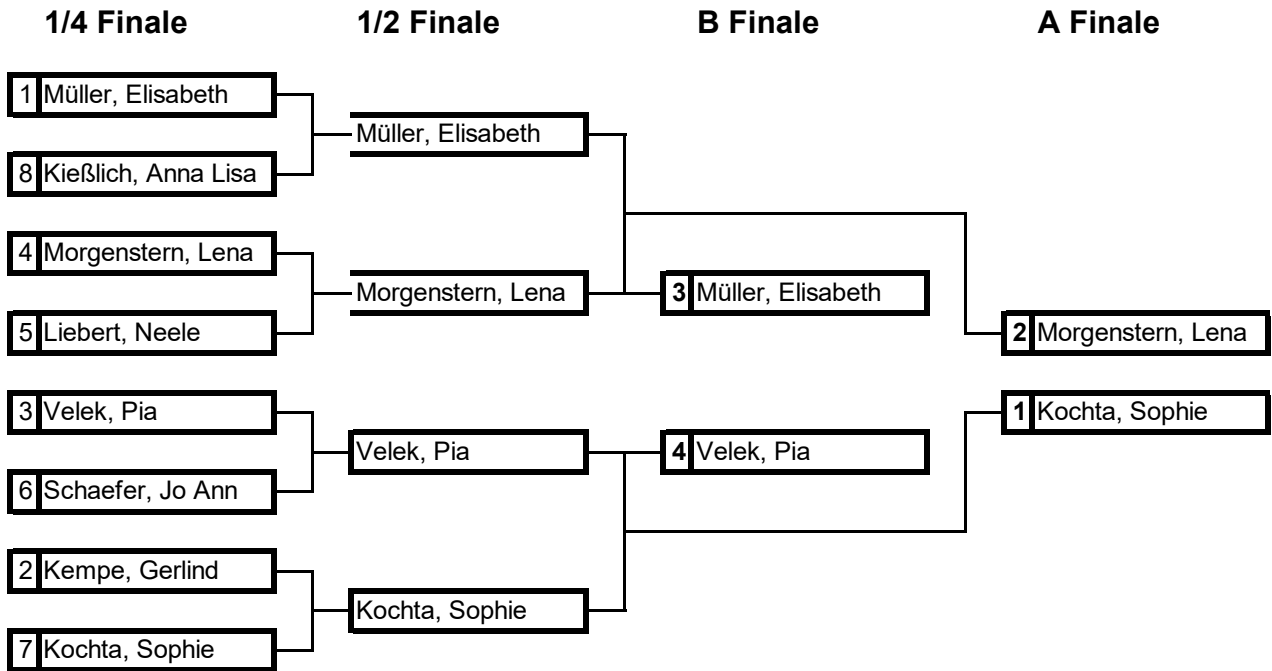 1/4 Finale 1/2 Finale B Finale A Finale
1 Müller, Elisabeth
Müller, Elisabeth
8 Kießlich, Anna Lisa
4 Morgenstern, Lena
Morgenstern, Lena 3 Müller, Elisabeth
5 Liebert, Neele 2 Morgenstern, Lena
3 Velek, Pia 1 Kochta, Sophie
Velek, Pia 4 Velek, Pia
6 Schaefer, Jo Ann
2 Kempe, Gerlind
Kochta, Sophie
7 Kochta, Sophie